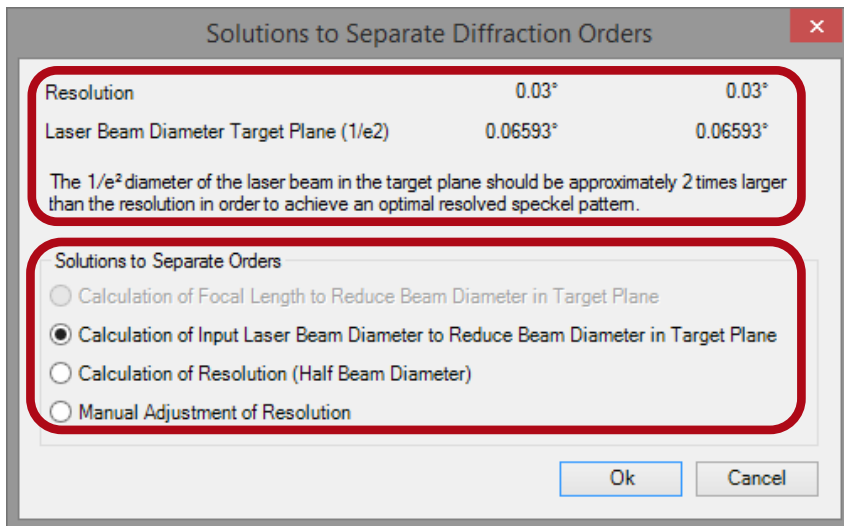 Solutions to Separate Diffraction Orders
Resolution 0.03° 0.03°
Laser Beam Diameter Target Plane (1/e2) 0.06593° 0.06593°
The 1/e² diameter of the laser beam in the target plane should be approximately 2 times larger
than the resolution in order to achieve an optimal resolved speckel pattern.
Solutions to Separate Orders
Calculation of Focal Length to Reduce Beam Diameter in Target Plane
Calculation of Input Laser Beam Diameter to Reduce Beam Diameter in Target Plane
Calculation of Resolution (Half Beam Diameter)
Manual Adjustment of Resolution
Ok Cancel